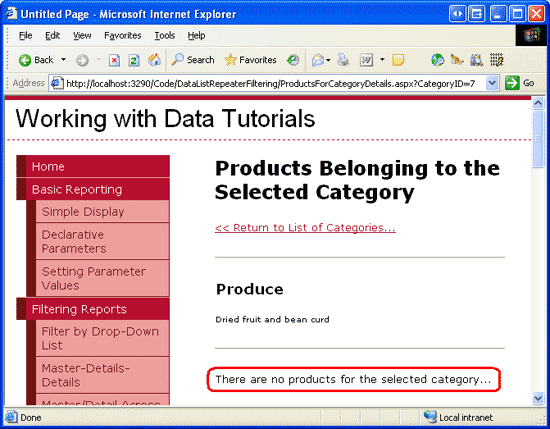 Untitled Page - Microsoft Internet Explorer
File Edit View Favorites Tools Help
Back Search Favorites
Address http://localhost:3290/Code/DataListRepeaterFiltering/ProductsForCategoryDetails.aspx?CategoryID=7 Go
Working with Data Tutorials
Home
Basic Reporting
Simple Display
Declarative
Parameters
Setting Parameter
Values
Filtering Reports
Filter by Drop-Down
List
Master-Details-
Details
Master/Detail Across
Products Belonging to the
Selected Category
<< Return to List of Categories...
Produce
Dried fruit and bean curd
There are no products for the selected category...
Done Local intranet